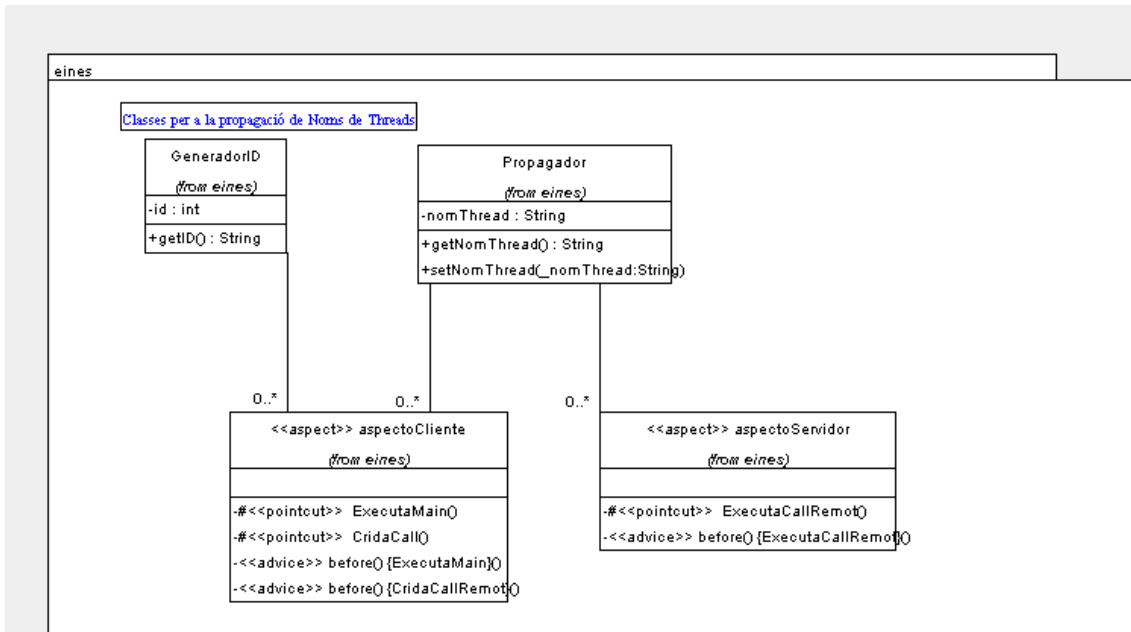 eines
Classes per a la propagació de Noms de Threads
GeneradorID
(from eines)
-id : int
+getID() : String
Propagador
(from eines)
-nomThread : String
+getNomThread() : String
+setNomThread(_nomThread:String)
0..*
0..*
0..*
<<aspect>> aspectoCliente
(from eines)
-#<<pointcut>> ExecutaMain()
-#<<pointcut>> CridaCall()
-<<advice>> before() {ExecutaMain}()
-<<advice>> before() {CridaCallRemot}()
<<aspect>> aspectoServidor
(from eines)
-#<<pointcut>> ExecutaCallRemot()
-<<advice>> before() {ExecutaCallRemot}()